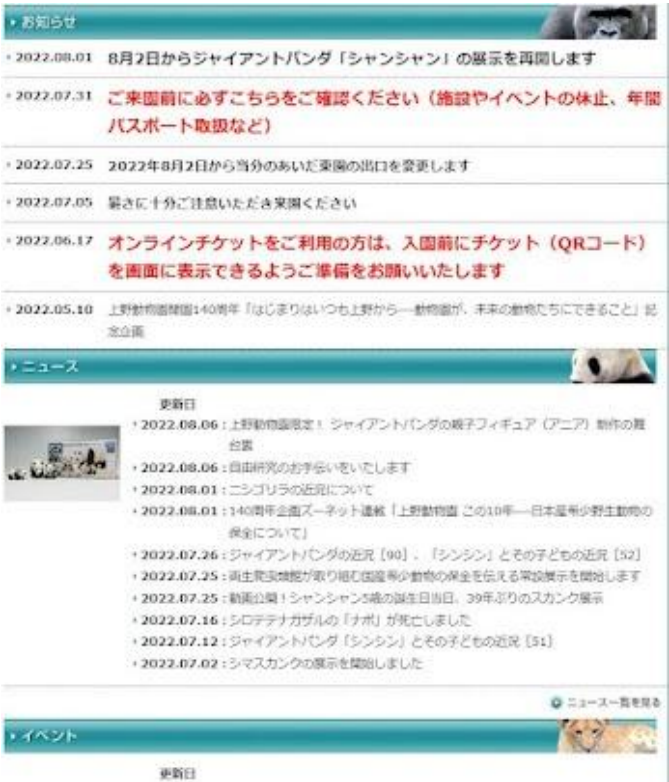 お知らせ
2022.08.01 8月2日からジャイアントパンダ「シャンシャン」の展示を再開します
2022.07.31 ご来園前に必ずこちらをご確認ください（施設やイベントの休止、年間
パスポート取扱など）
2022.07.25 2022年8月2日から当分のあいだ東園の出口を変更します
2022.07.05 暑さに十分ご注意いただき来園ください
2022.06.17 オンラインチケットをご利用の方は、入園前にチケット（QRコード）
を画面に表示できるようご準備をお願いいたします
2022.05.10 上野動物園開園140周年「はじまりはいつも上野から──動物園が、未来の動物たちにできること」記
念企画
ニュース
更新日
2022.08.06：上野動物園限定！ ジャイアントパンダの親子フィギュア（アニア）制作の舞
台裏
2022.08.06：自由研究のお手伝いをいたします
2022.08.01：ニシゴリラの近況について
2022.08.01：140周年企画ズーネット連載「上野動物園 この10年──日本産希少野生動物の
保全について」
2022.07.26：ジャイアントパンダの近況［90］、「シンシン」とその子どもの近況［52］
2022.07.25：両生爬虫類館が取り組む国産希少動物の保全を伝える常設展示を開始します
2022.07.25：動画公開！シャンシャン5歳の誕生日当日、39年ぶりのスカンク展示
2022.07.16：シロテテナガザルの「ナポ」が死亡しました
2022.07.12：ジャイアントパンダ「シンシン」とその子どもの近況［51］
2022.07.02：シマスカンクの展示を開始しました
ニュース一覧を見る
イベント
更新日